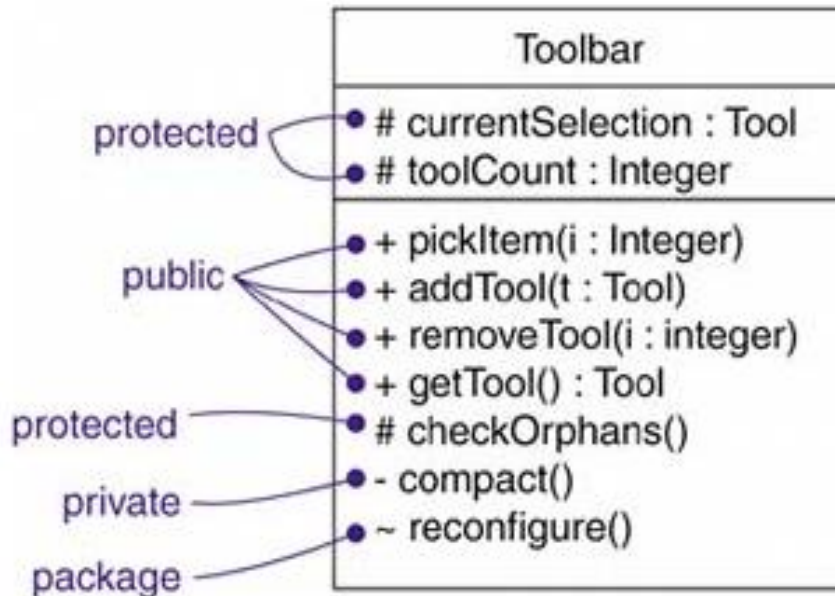 Toolbar
protected
# currentSelection : Tool
# toolCount : Integer
public
+ pickItem(i : Integer)
+ addTool(t : Tool)
+ removeTool(i : integer)
+ getTool() : Tool
protected
# checkOrphans()
private
- compact()
package
~ reconfigure()